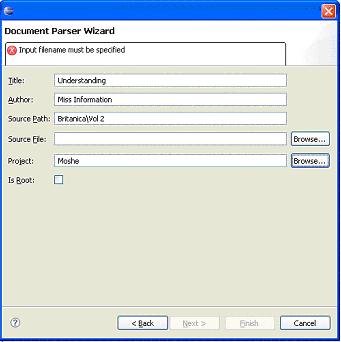 Document Parser Wizard
Input filename must be specified
Title: Understanding
Author: Miss Information
Source Path: Britanica\Vol 2
Source File: Browse...
Project: Moshe Browse...
Is Root:
? < Back Next > Finish Cancel